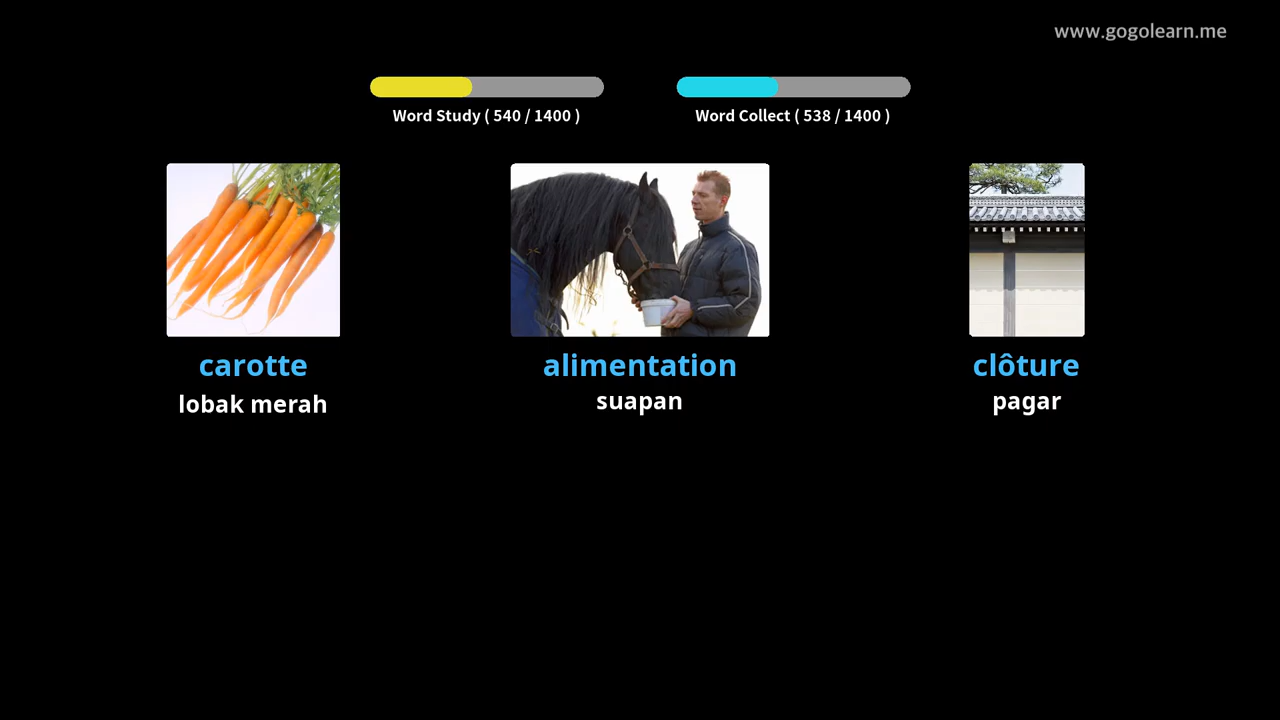 www.gogolearn.me
Word Study ( 540 / 1400 )
Word Collect ( 538 / 1400 )
carotte
alimentation
clôture
lobak merah
suapan
pagar